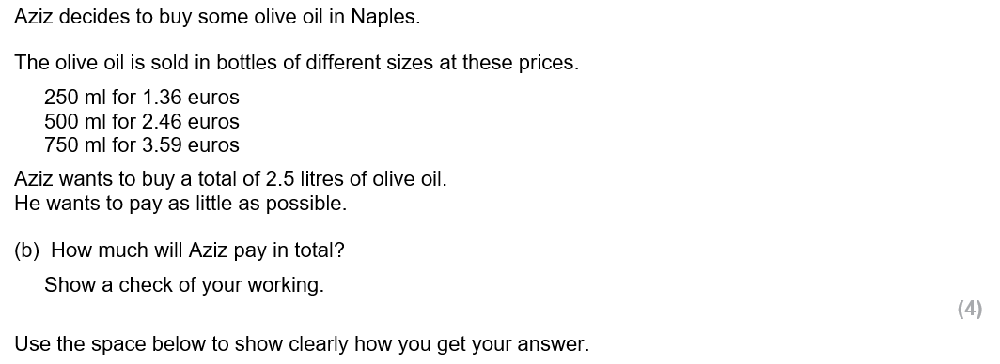 Aziz decides to buy some olive oil in Naples.
The olive oil is sold in bottles of different sizes at these prices.
250 ml for 1.36 euros
500 ml for 2.46 euros
750 ml for 3.59 euros
Aziz wants to buy a total of 2.5 litres of olive oil.
He wants to pay as little as possible.
(b) How much will Aziz pay in total?
Show a check of your working.
(4)
Use the space below to show clearly how you get your answer.